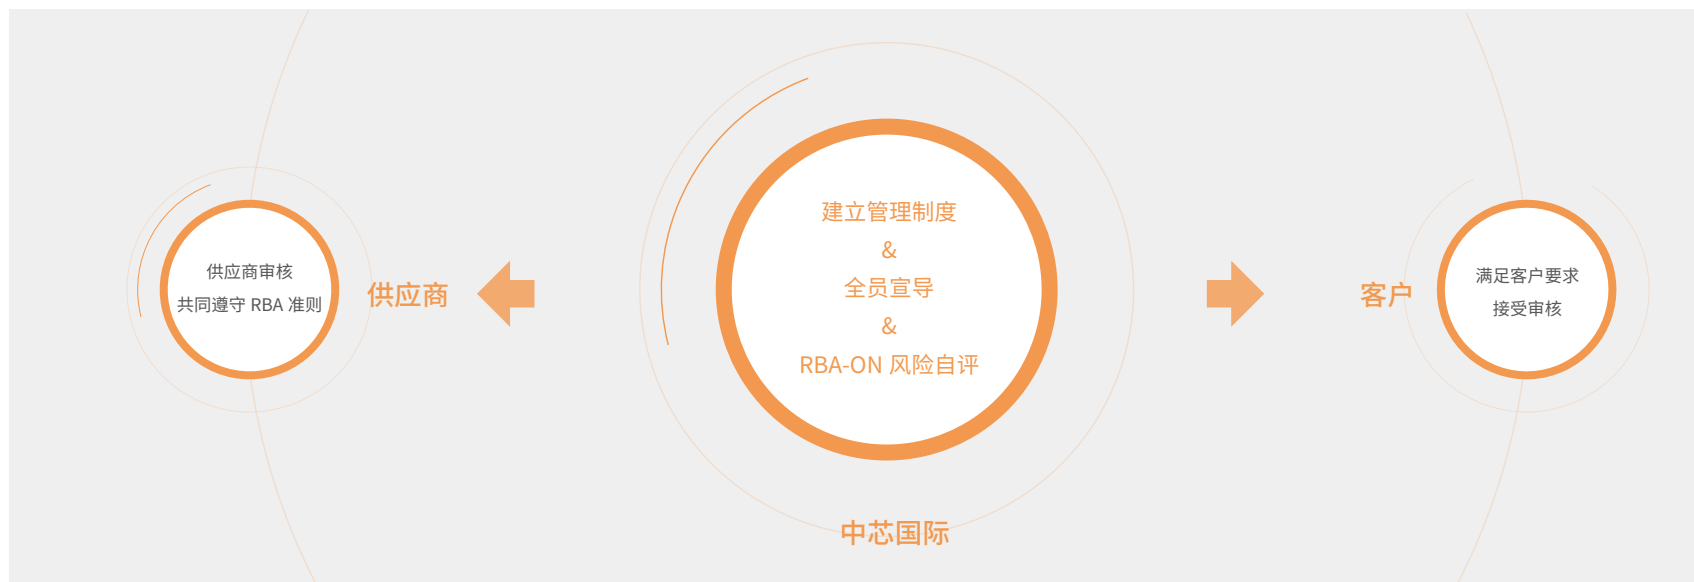 供应商审核
共同遵守 RBA 准则
供应商
建立管理制度
&
全员宣导
&
RBA-ON 风险自评
中芯国际
客户
满足客户要求
接受审核